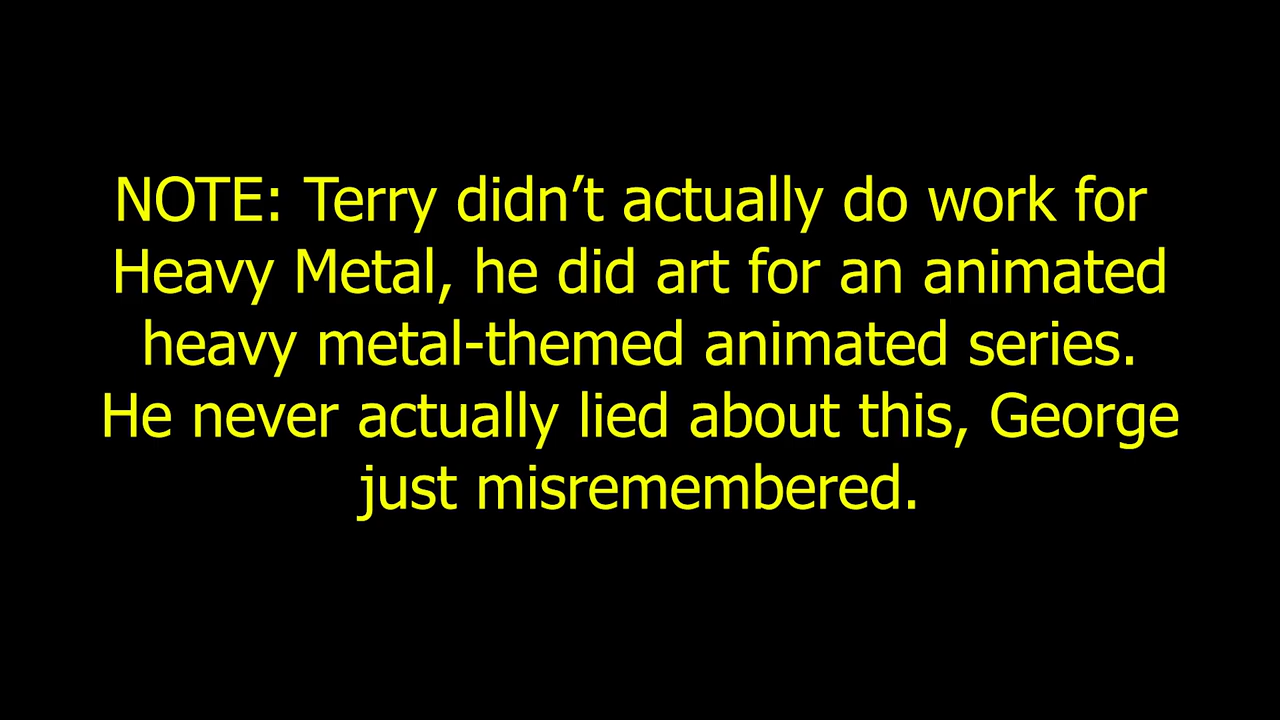 NOTE: Terry didn’t actually do work for
Heavy Metal, he did art for an animated
heavy metal-themed animated series.
He never actually lied about this, George
just misremembered.